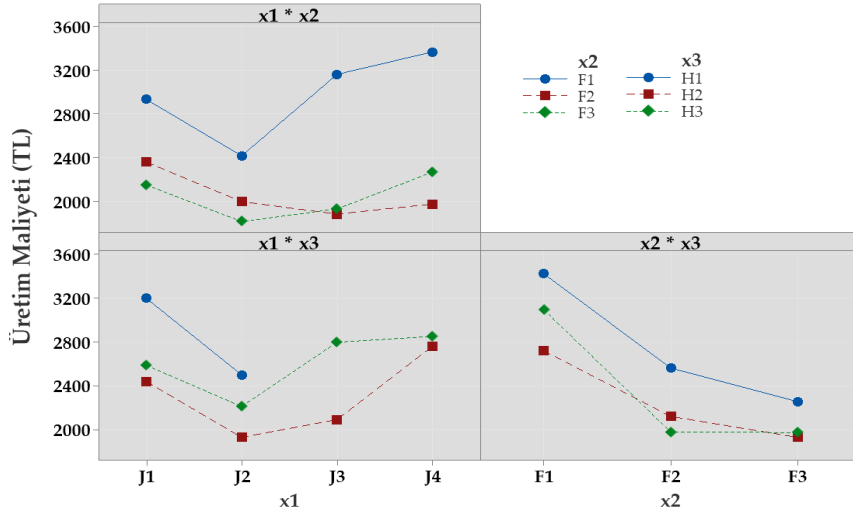 x1 * x2
3600
3200
2800
2400
2000
x2 x3
F1 H1
F2 H2
F3 H3
Üretim Maliyeti (TL)
x1 * x3 x2 * x3
3600
3200
2800
2400
2000
J1 J2 J3 J4 F1 F2 F3
x1 x2